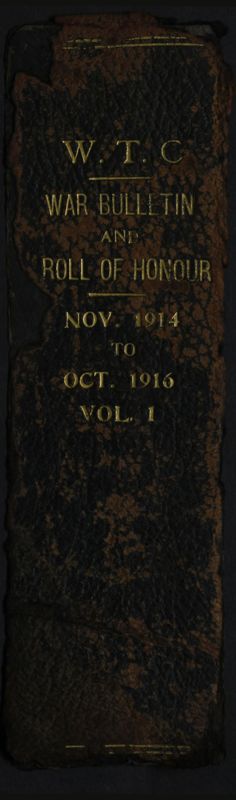 W. T. C
WAR BULLETIN
AND
ROLL OF HONOUR
NOV. 1914
TO
OCT. 1916
VOL. 1